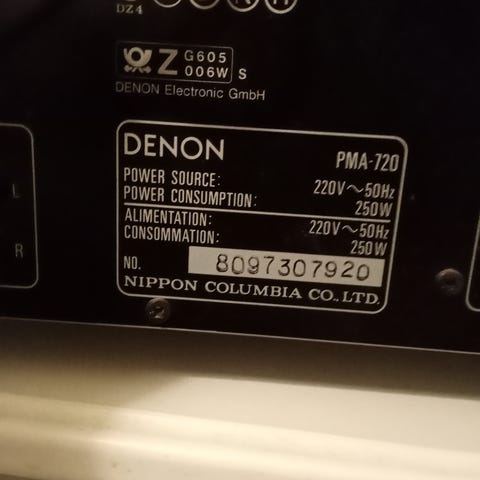 DZ4
Z G605
006W S
DENON Electronic GmbH
DENON PMA-720
POWER SOURCE: 220V～50Hz
POWER CONSUMPTION: 250W
ALIMENTATION: 220V～50Hz
CONSOMMATION: 250W
NO. 8097307920
NIPPON COLUMBIA CO., LTD.
L
R